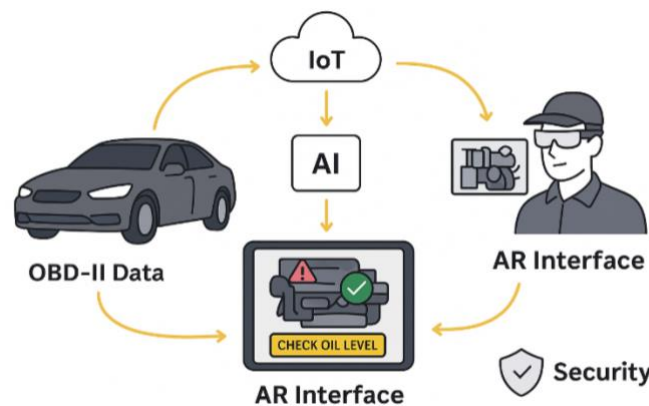 IoT
AI
OBD-II Data
AR Interface
CHECK OIL LEVEL
AR Interface
Security